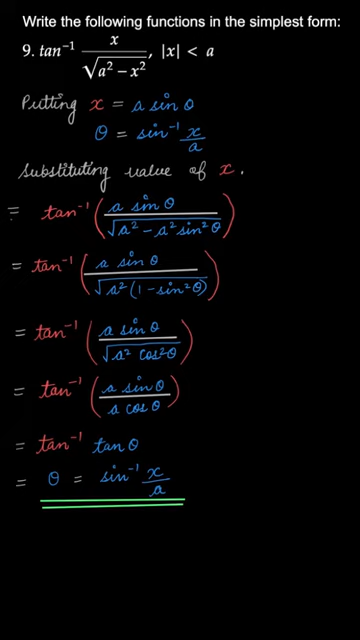 Write the following functions in the simplest form:
9. tan⁻¹ x/√(a² − x²), |x| < a
Putting x = a sin θ
θ = sin⁻¹ x/a
Substituting value of x.
= tan⁻¹ (a sin θ / √(a² − a² sin² θ))
= tan⁻¹ (a sin θ / √(a² (1 − sin² θ)))
= tan⁻¹ (a sin θ / √(a² cos² θ))
= tan⁻¹ (a sin θ / a cos θ)
= tan⁻¹ tan θ
= θ = sin⁻¹ x/a